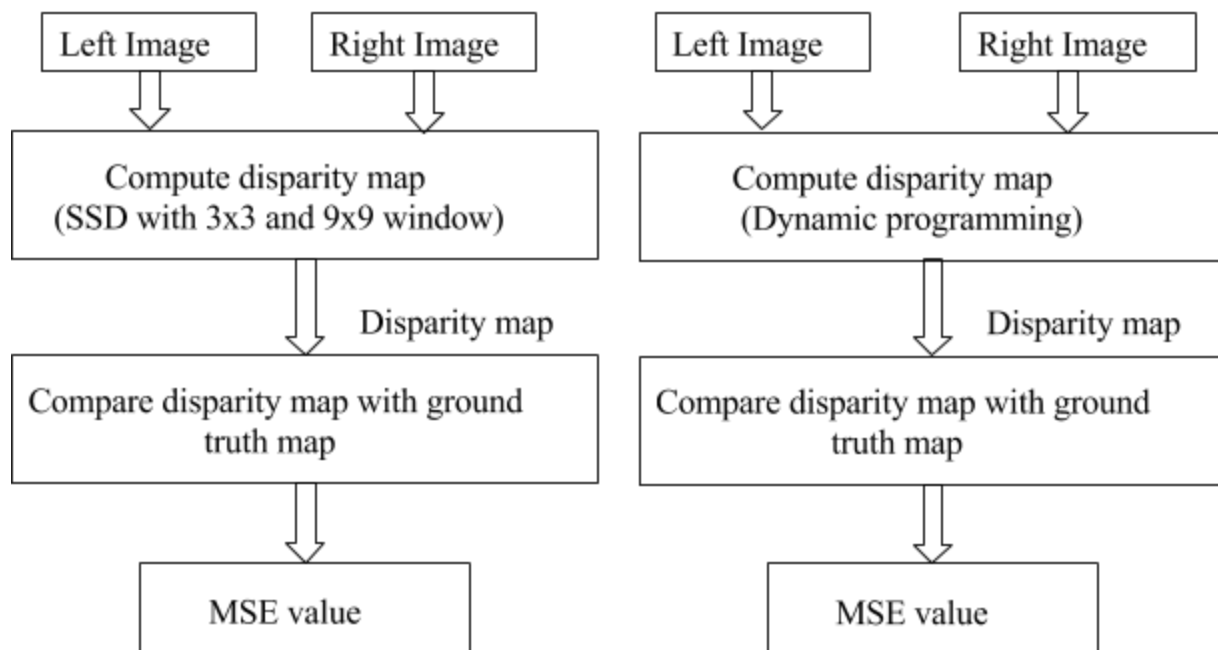 Left Image
Right Image
Compute disparity map
(SSD with 3x3 and 9x9 window)
Disparity map
Compare disparity map with ground
truth map
MSE value
Left Image
Right Image
Compute disparity map
(Dynamic programming)
Disparity map
Compare disparity map with ground
truth map
MSE value